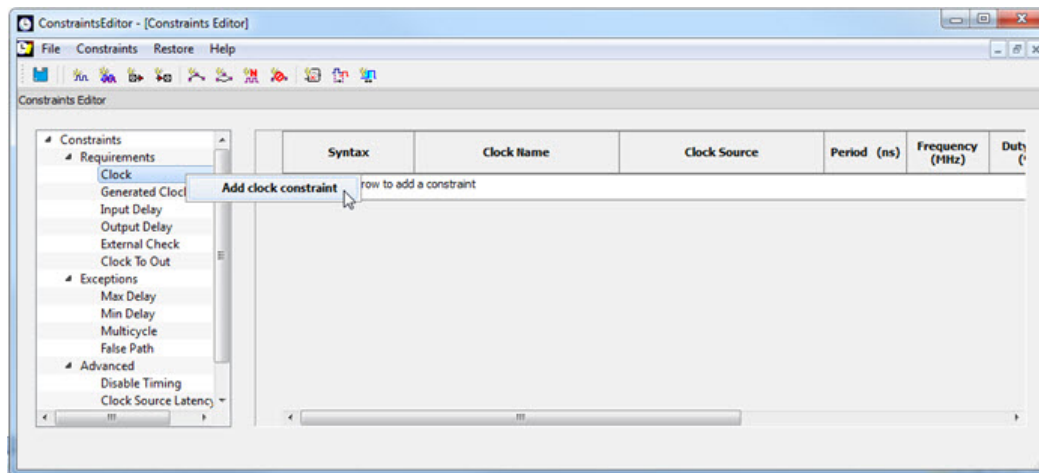 ConstraintsEditor - [Constraints Editor]
File Constraints Restore Help
Constraints Editor
Constraints
Requirements
Clock
Generated Cloc
Input Delay
Output Delay
External Check
Clock To Out
Exceptions
Max Delay
Min Delay
Multicycle
False Path
Advanced
Disable Timing
Clock Source Latency
Add clock constraint
Syntax Clock Name Clock Source Period (ns) Frequency (MHz) Duty
row to add a constraint